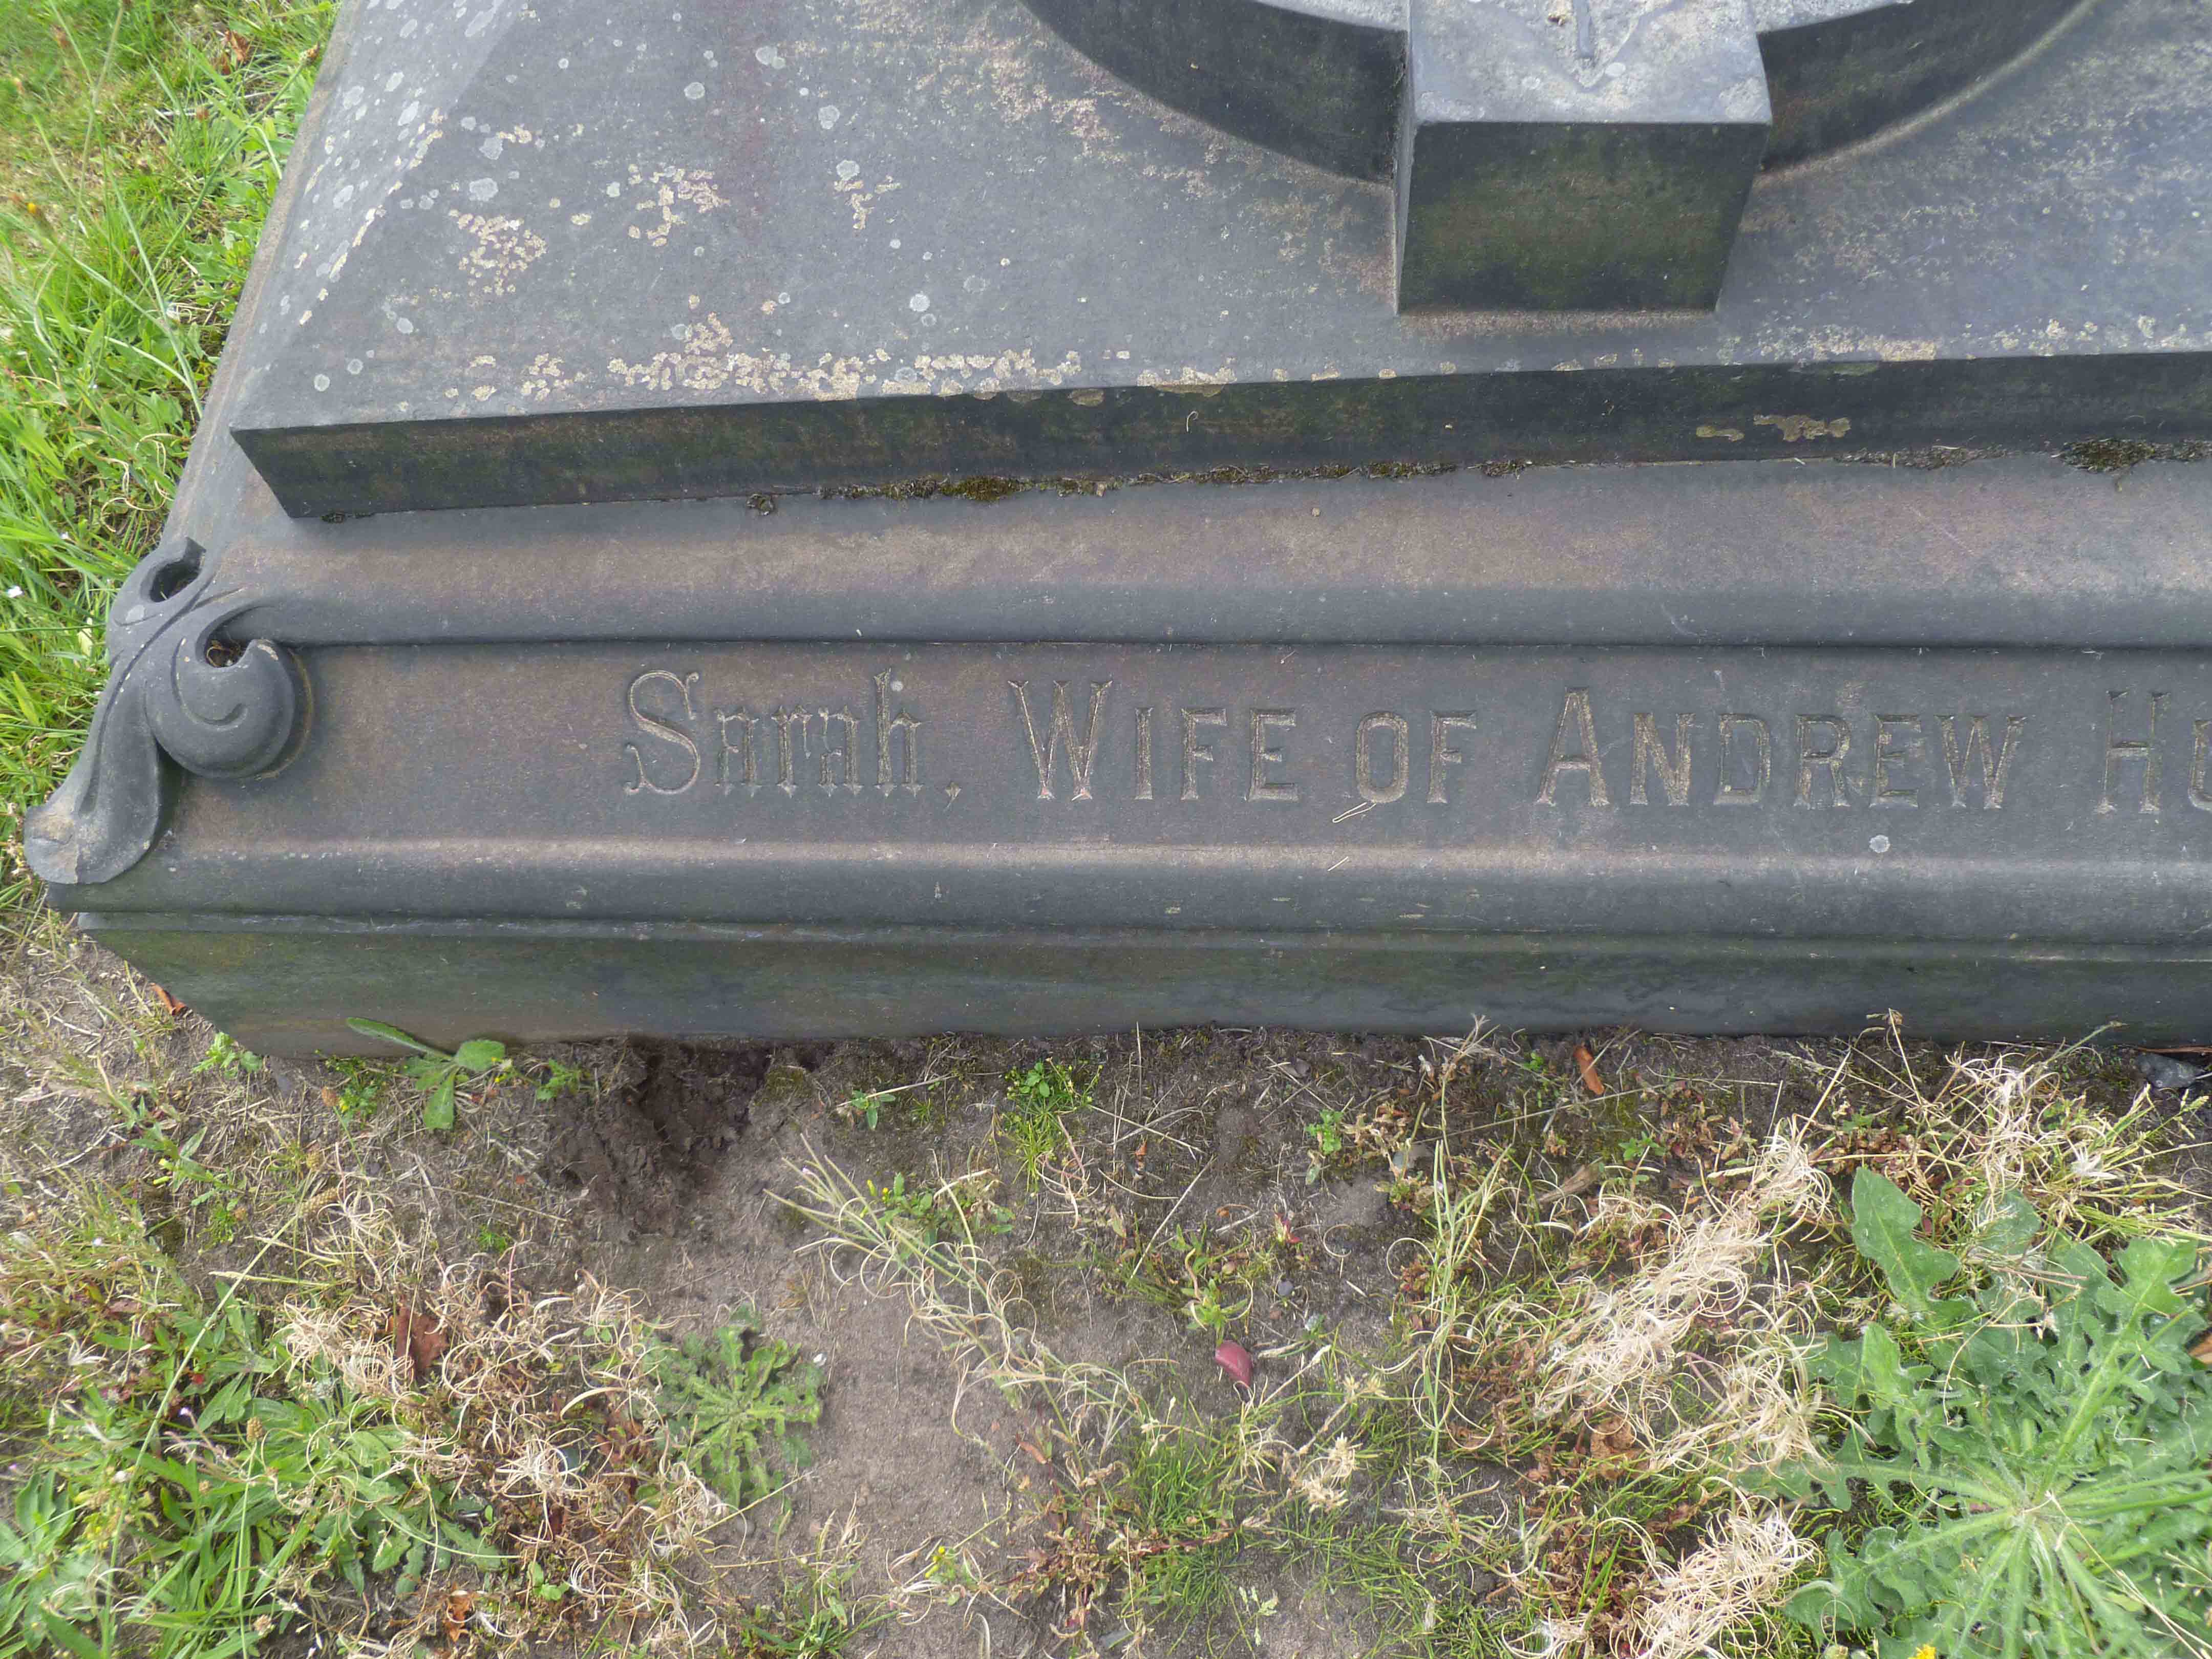 Sarah, WIFE OF ANDREW